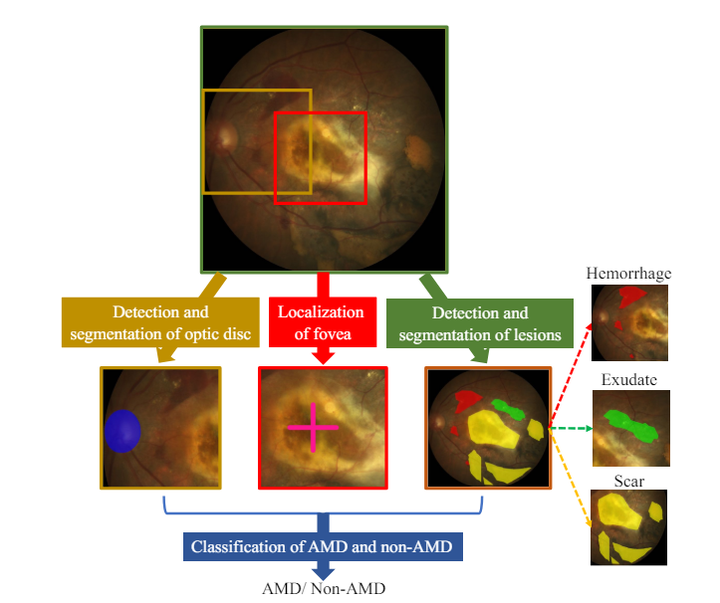 Detection and
segmentation of optic disc
Localization
of fovea
Detection and
segmentation of lesions
Hemorrhage
Exudate
Scar
Classification of AMD and non-AMD
AMD/ Non-AMD